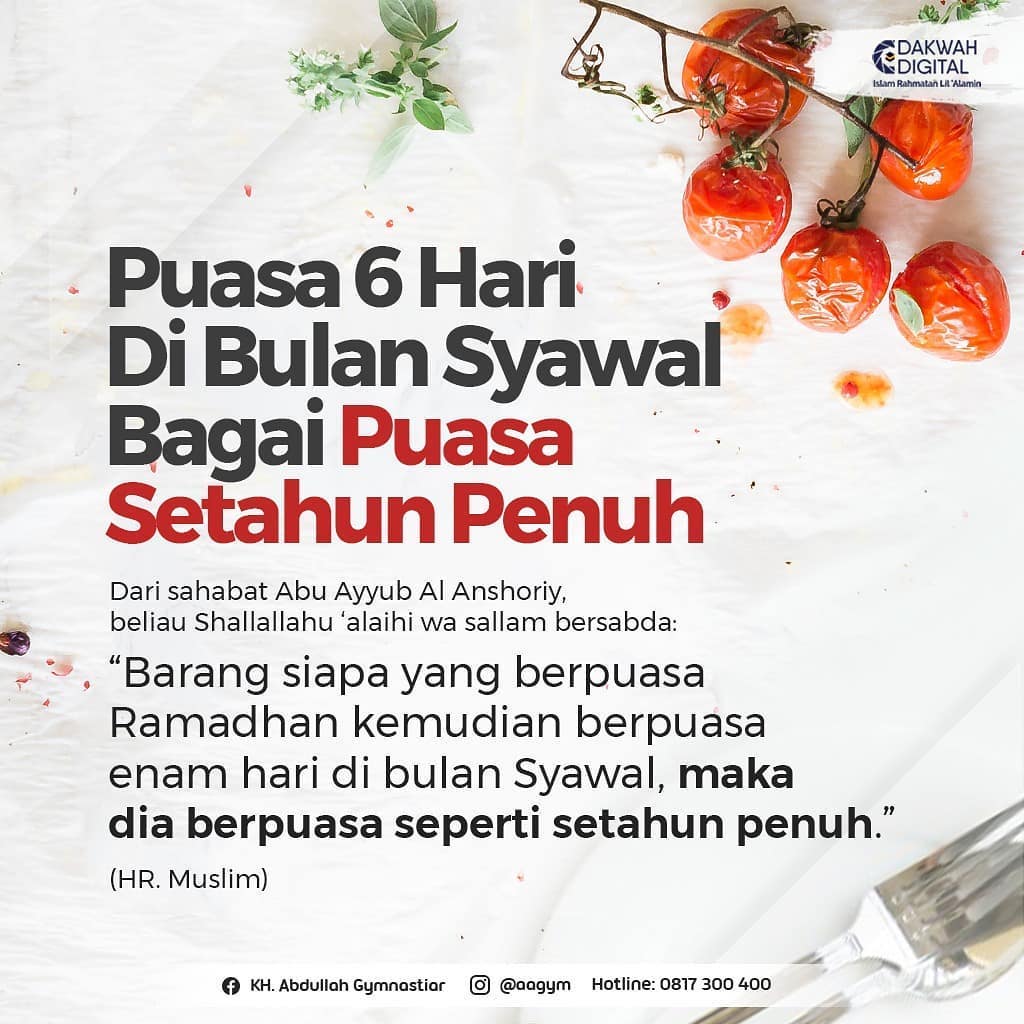 DAKWAH
DIGITAL
Islam Rahmatan Lil 'Alamin
Puasa 6 Hari
Di Bulan Syawal
Bagai Puasa
Setahun Penuh
Dari sahabat Abu Ayyub Al Anshoriy,
beliau Shallallahu ‘alaihi wa sallam bersabda:
“Barang siapa yang berpuasa
Ramadhan kemudian berpuasa
enam hari di bulan Syawal, maka
dia berpuasa seperti setahun penuh.”
(HR. Muslim)
KH. Abdullah Gymnastiar @aagym Hotline: 0817 300 400